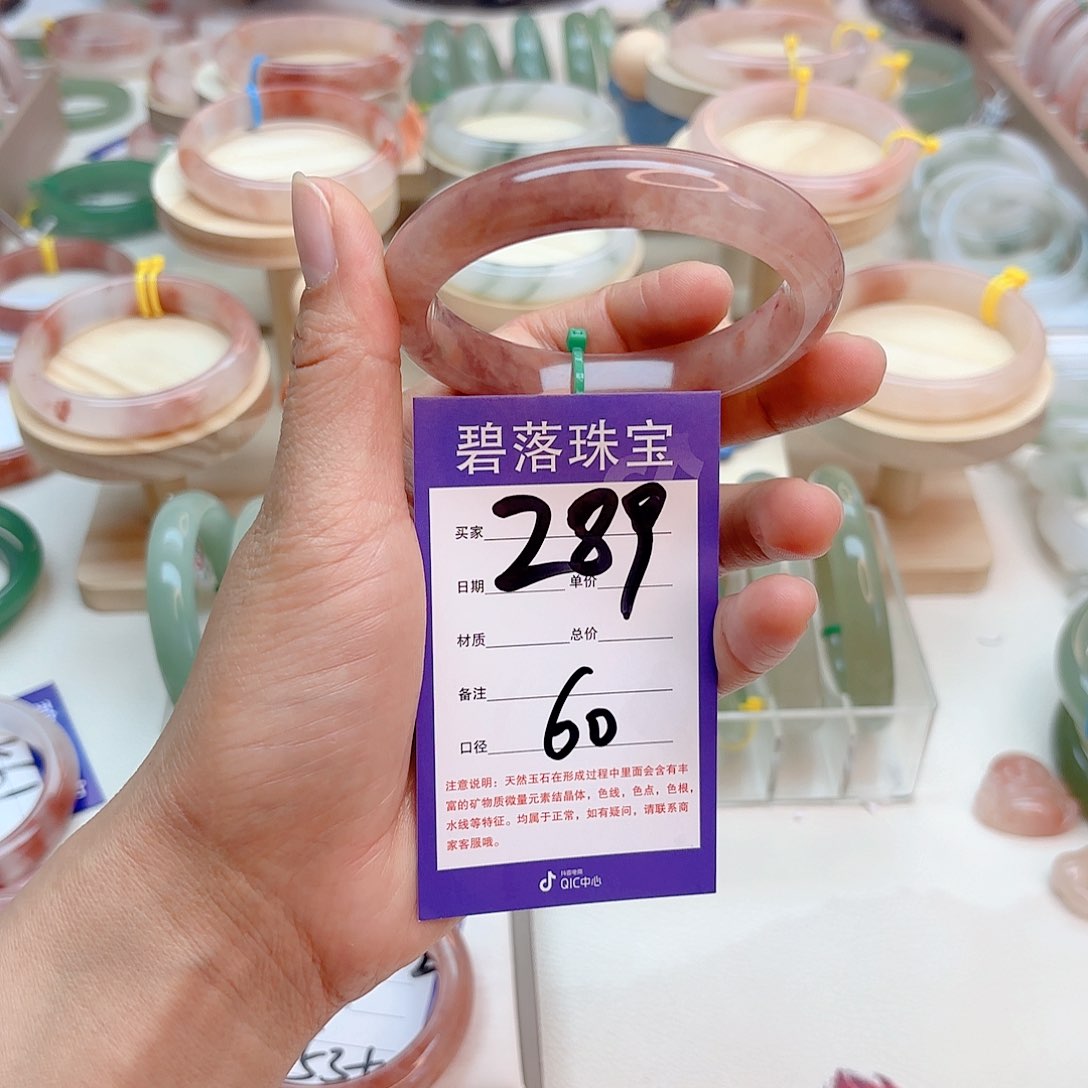 碧落珠宝
289
买家
日期 单价
材质 总价
备注
60
口径
注意说明：天然玉石在形成过程中里面会含有丰
富的矿物质微量元素结晶体，色线，色点，色根，
水线等特征。均属于正常，如有疑问，请联系商
家客服哦。
抖音电商
QIC中心
53+